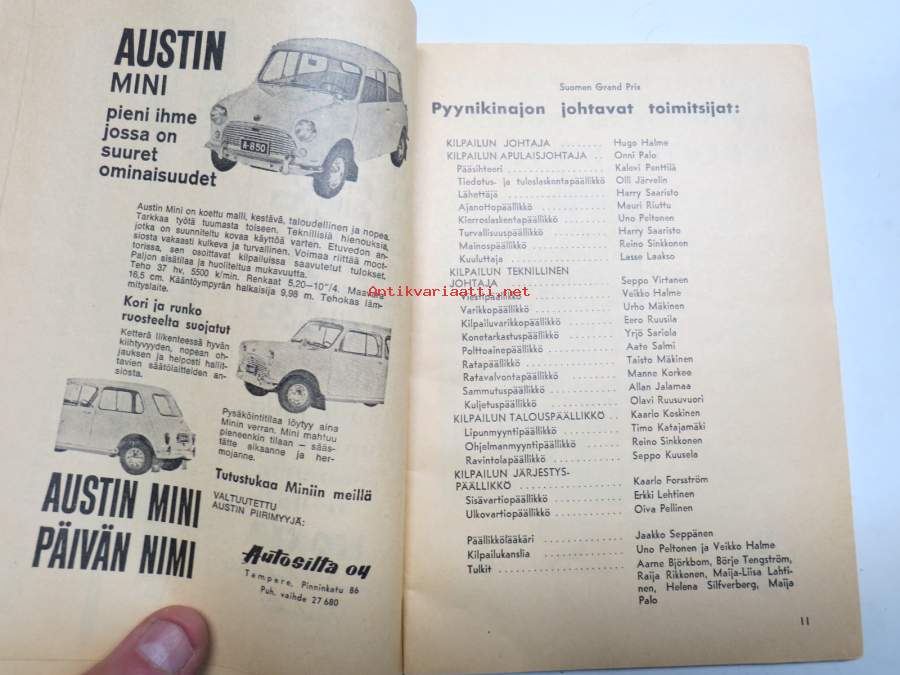 AUSTIN
MINI
pieni ihme
jossa on
suuret
ominaisuudet
A-850
Austin Mini on koettu malli, kestävä, taloudellinen ja nopea.
Tarkkaa työtä tuumasta toiseen. Teknillisiä hienouksia,
jotka on suunniteltu kovaa käyttöä varten. Etuvedon an-
siosta vakaasti kulkeva ja turvallinen. Voimaa riittää moot-
torissa, sen osoittavat kilpailuissa saavutetut tulokset.
Paljon sisätilaa ja huoliteltua mukavuutta.
Teho 37 hv, 5500 k/min. Renkaat 5,20—10"/4. Maavara
16,5 cm. Kääntöympyrän halkaisija 9,98 m. Tehokas läm-
mityslaite.
Kori ja runko
ruosteelta suojatut
Ketterä liikenteessä hyvän
kiihtyvyyden, nopean oh-
jauksen ja helposti hallit-
tavien säätölaitteiden an-
siosta.
Pysäköintitilaa löytyy aina
Minin verran. Mini mahtuu
pieneenkin tilaan — sääs-
tätte aikaanne ja her-
mojanne.
Tutustukaa Miniin meillä
VALTUUTETTU
AUSTIN PIIRIMYYJÄ:
AUSTIN MINI
PÄIVÄN NIMI
Autosilta oy
Tampere, Pinninkatu 86
Puh. vaihde 27 680
Suomen Grand Prix
Pyynikinajon johtavat toimitsijat:
KILPAILUN JOHTAJA .......... Hugo Halme
KILPAILUN APULAISJOHTAJA .. Onni Palo
Pääsihteeri .......... Kalevi Penttilä
Tiedotus- ja tuloslaskentapäällikkö Olli Järvelin
Lähettäjä .......... Harry Saaristo
Ajanottopäällikkö .......... Mauri Riuttu
Kierroslaskentapäällikkö .......... Uno Peltonen
Turvallisuuspäällikkö .......... Harry Saaristo
Mainospäällikkö .......... Reino Sinkkonen
Kuuluttaja .......... Lasse Laakso
KILPAILUN TEKNILLINEN
JOHTAJA .......... Seppo Virtanen
Viestipäällikkö .......... Veikko Halme
Varikkopäällikkö .......... Urho Mäkinen
Kilpailuvarikkopäällikkö .......... Eero Ruusila
Konetarkastuspäällikkö .......... Yrjö Sariola
Polttoainepäällikkö .......... Aato Salmi
Ratapäällikkö .......... Taisto Mäkinen
Ratavalvontapäällikkö .......... Manne Korkee
Sammutuspäällikkö .......... Allan Jalamaa
Kuljetuspäällikkö .......... Olavi Ruusuvuori
KILPAILUN TALOUSPÄÄLLIKKÖ .. Kaarlo Koskinen
Lipunmyyntipäällikkö .......... Timo Katajamäki
Ohjelmanmyyntipäällikkö .......... Reino Sinkkonen
Ravintolapäällikkö .......... Seppo Kuusela
KILPAILUN JÄRJESTYS-
PÄÄLLIKKÖ .......... Kaarlo Forsström
Sisävartiopäällikkö .......... Erkki Lehtinen
Ulkovartiopäällikkö .......... Oiva Pellinen
Päällikkölääkäri .......... Jaakko Seppänen
Kilpailukanslia .......... Uno Peltonen ja Veikko Halme
Tulkit .......... Aarne Björkbom, Börje Tengström,
Raija Rikkonen, Maija-Liisa Lahti-
nen, Helena Silfverberg, Maija
Palo
11
Antikvariaatti.net